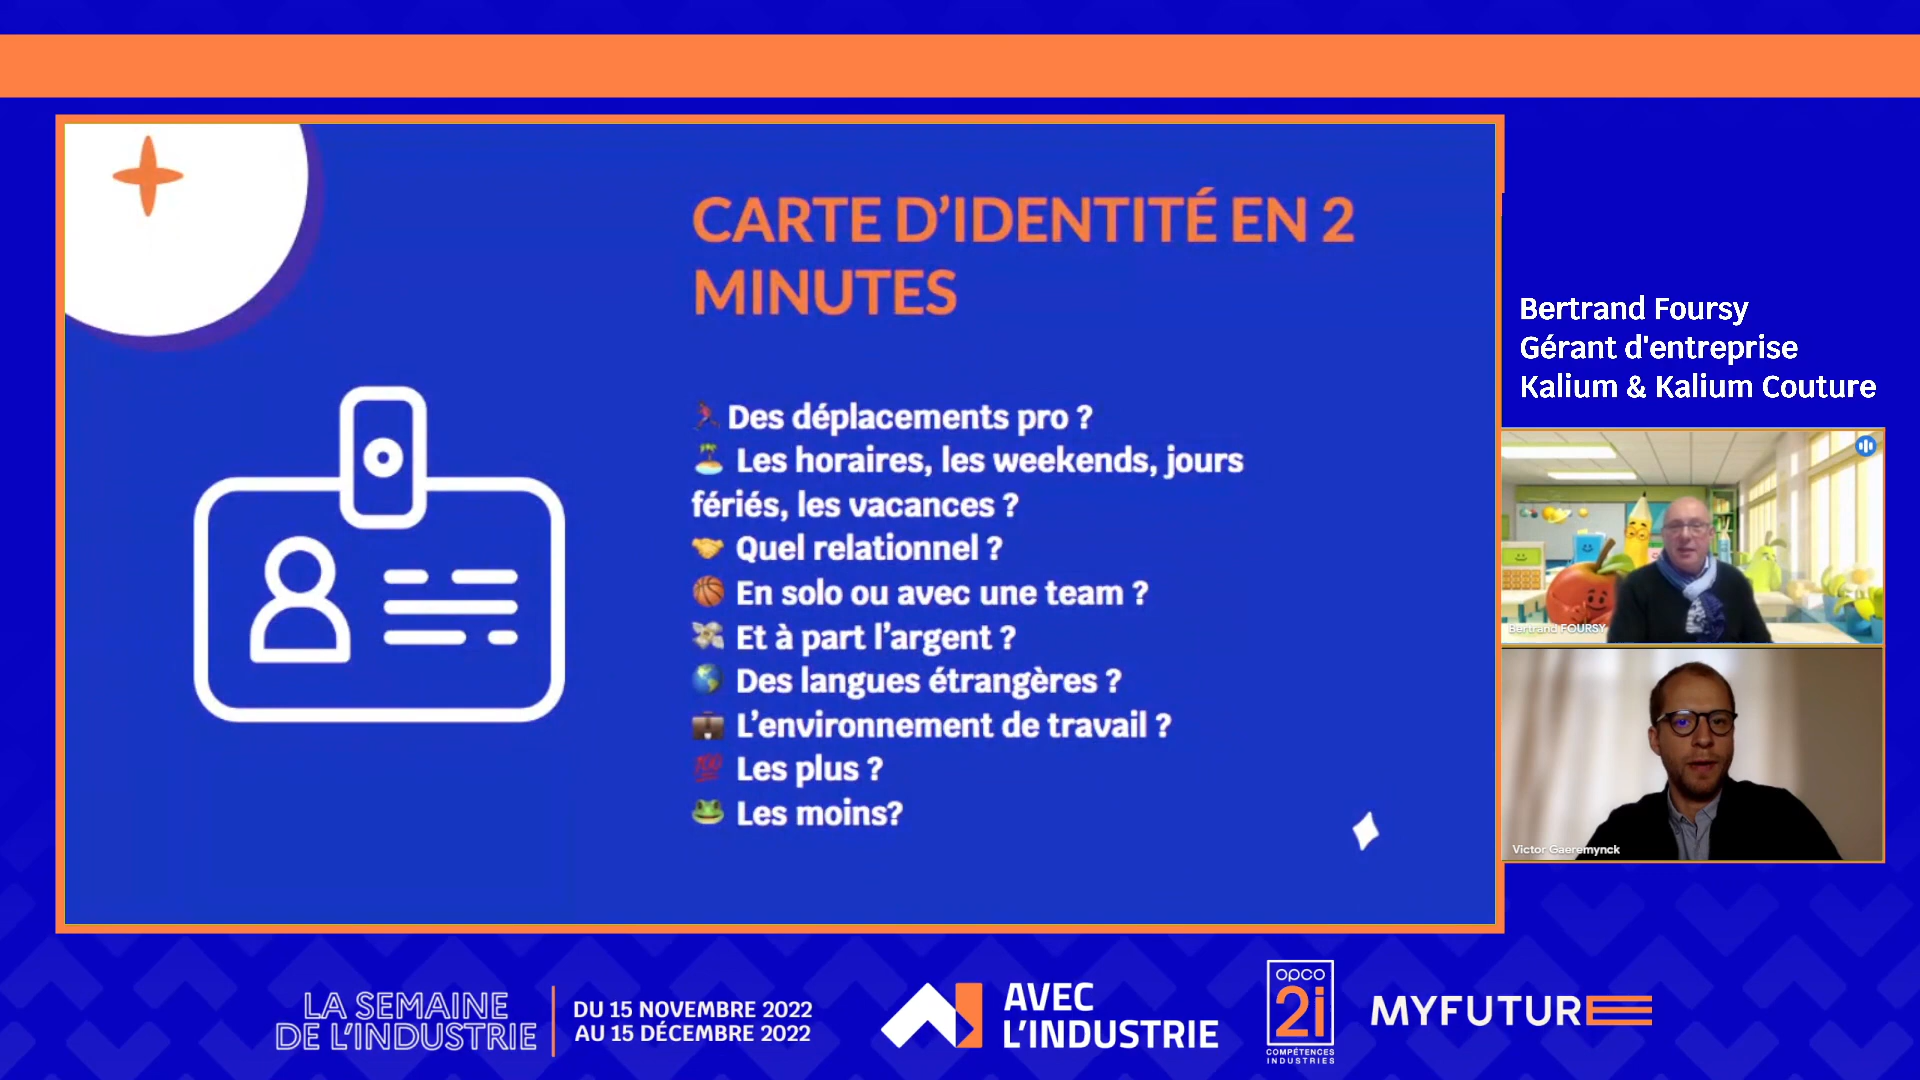 CARTE D’IDENTITÉ EN 2
MINUTES
Des déplacements pro ?
Les horaires, les weekends, jours
fériés, les vacances ?
Quel relationnel ?
En solo ou avec une team ?
Et à part l’argent ?
Des langues étrangères ?
L’environnement de travail ?
100
Les plus ?
Les moins?
Bertrand Foursy
Gérant d'entreprise
Kalium & Kalium Couture
Bertrand FOURSY
Victor Gaeremynck
LA SEMAINE
DE L’INDUSTRIE
DU 15 NOVEMBRE 2022
AU 15 DÉCEMBRE 2022
AVEC
L’INDUSTRIE
opco
2i
COMPÉTENCES
INDUSTRIES
MYFUTURE